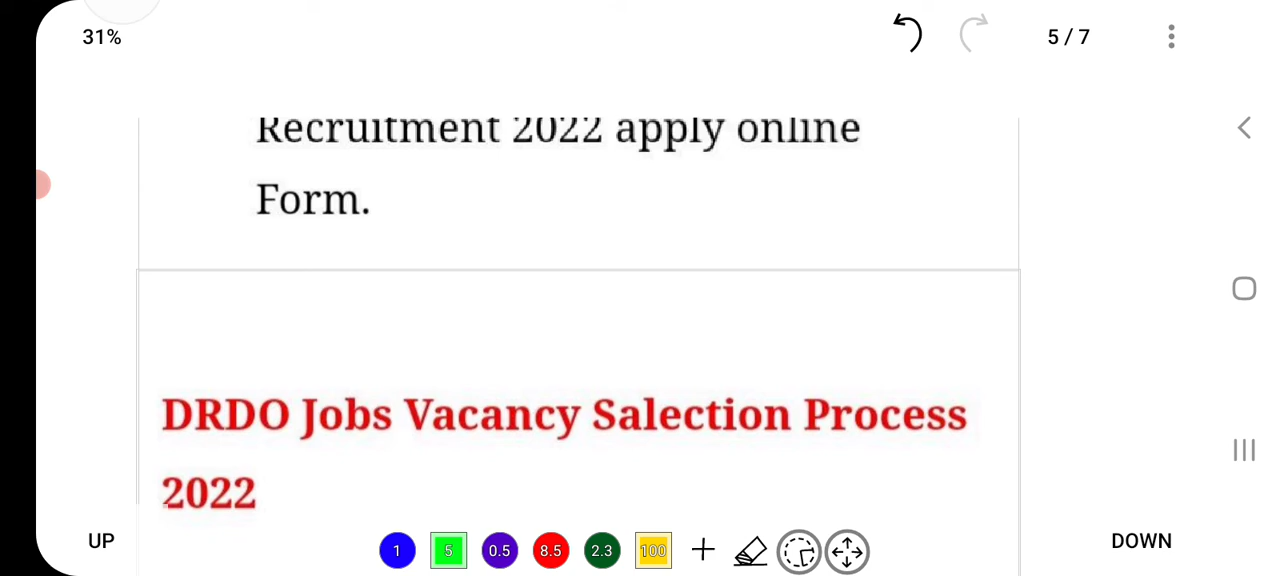 31%
5 / 7
Recruitment 2022 apply online
Form.
DRDO Jobs Vacancy Salection Process
2022
UP
1 5 0.5 8.5 2.3 100
DOWN